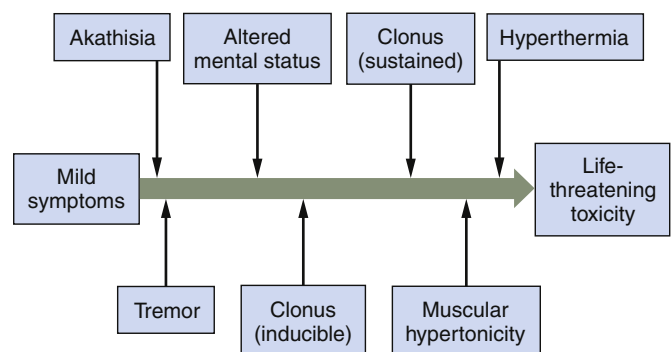 Akathisia
Altered
mental status
Clonus
(sustained)
Hyperthermia
Mild
symptoms
Life-
threatening
toxicity
Tremor
Clonus
(inducible)
Muscular
hypertonicity